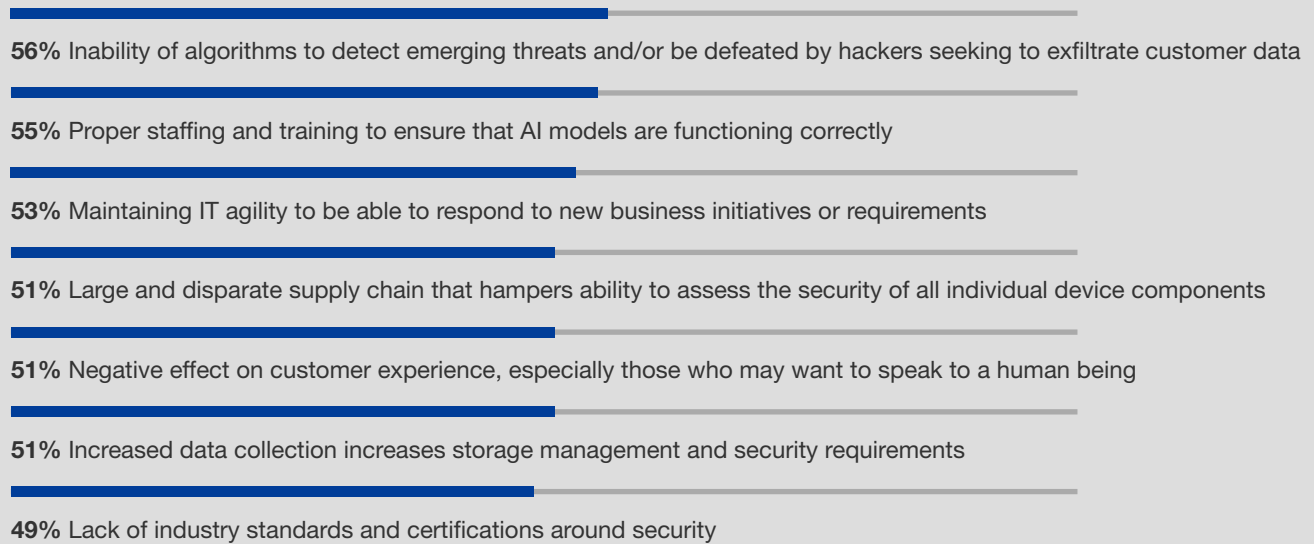 56% Inability of algorithms to detect emerging threats and/or be defeated by hackers seeking to exfiltrate customer data
55% Proper staffing and training to ensure that AI models are functioning correctly
53% Maintaining IT agility to be able to respond to new business initiatives or requirements
51% Large and disparate supply chain that hampers ability to assess the security of all individual device components
51% Negative effect on customer experience, especially those who may want to speak to a human being
51% Increased data collection increases storage management and security requirements
49% Lack of industry standards and certifications around security